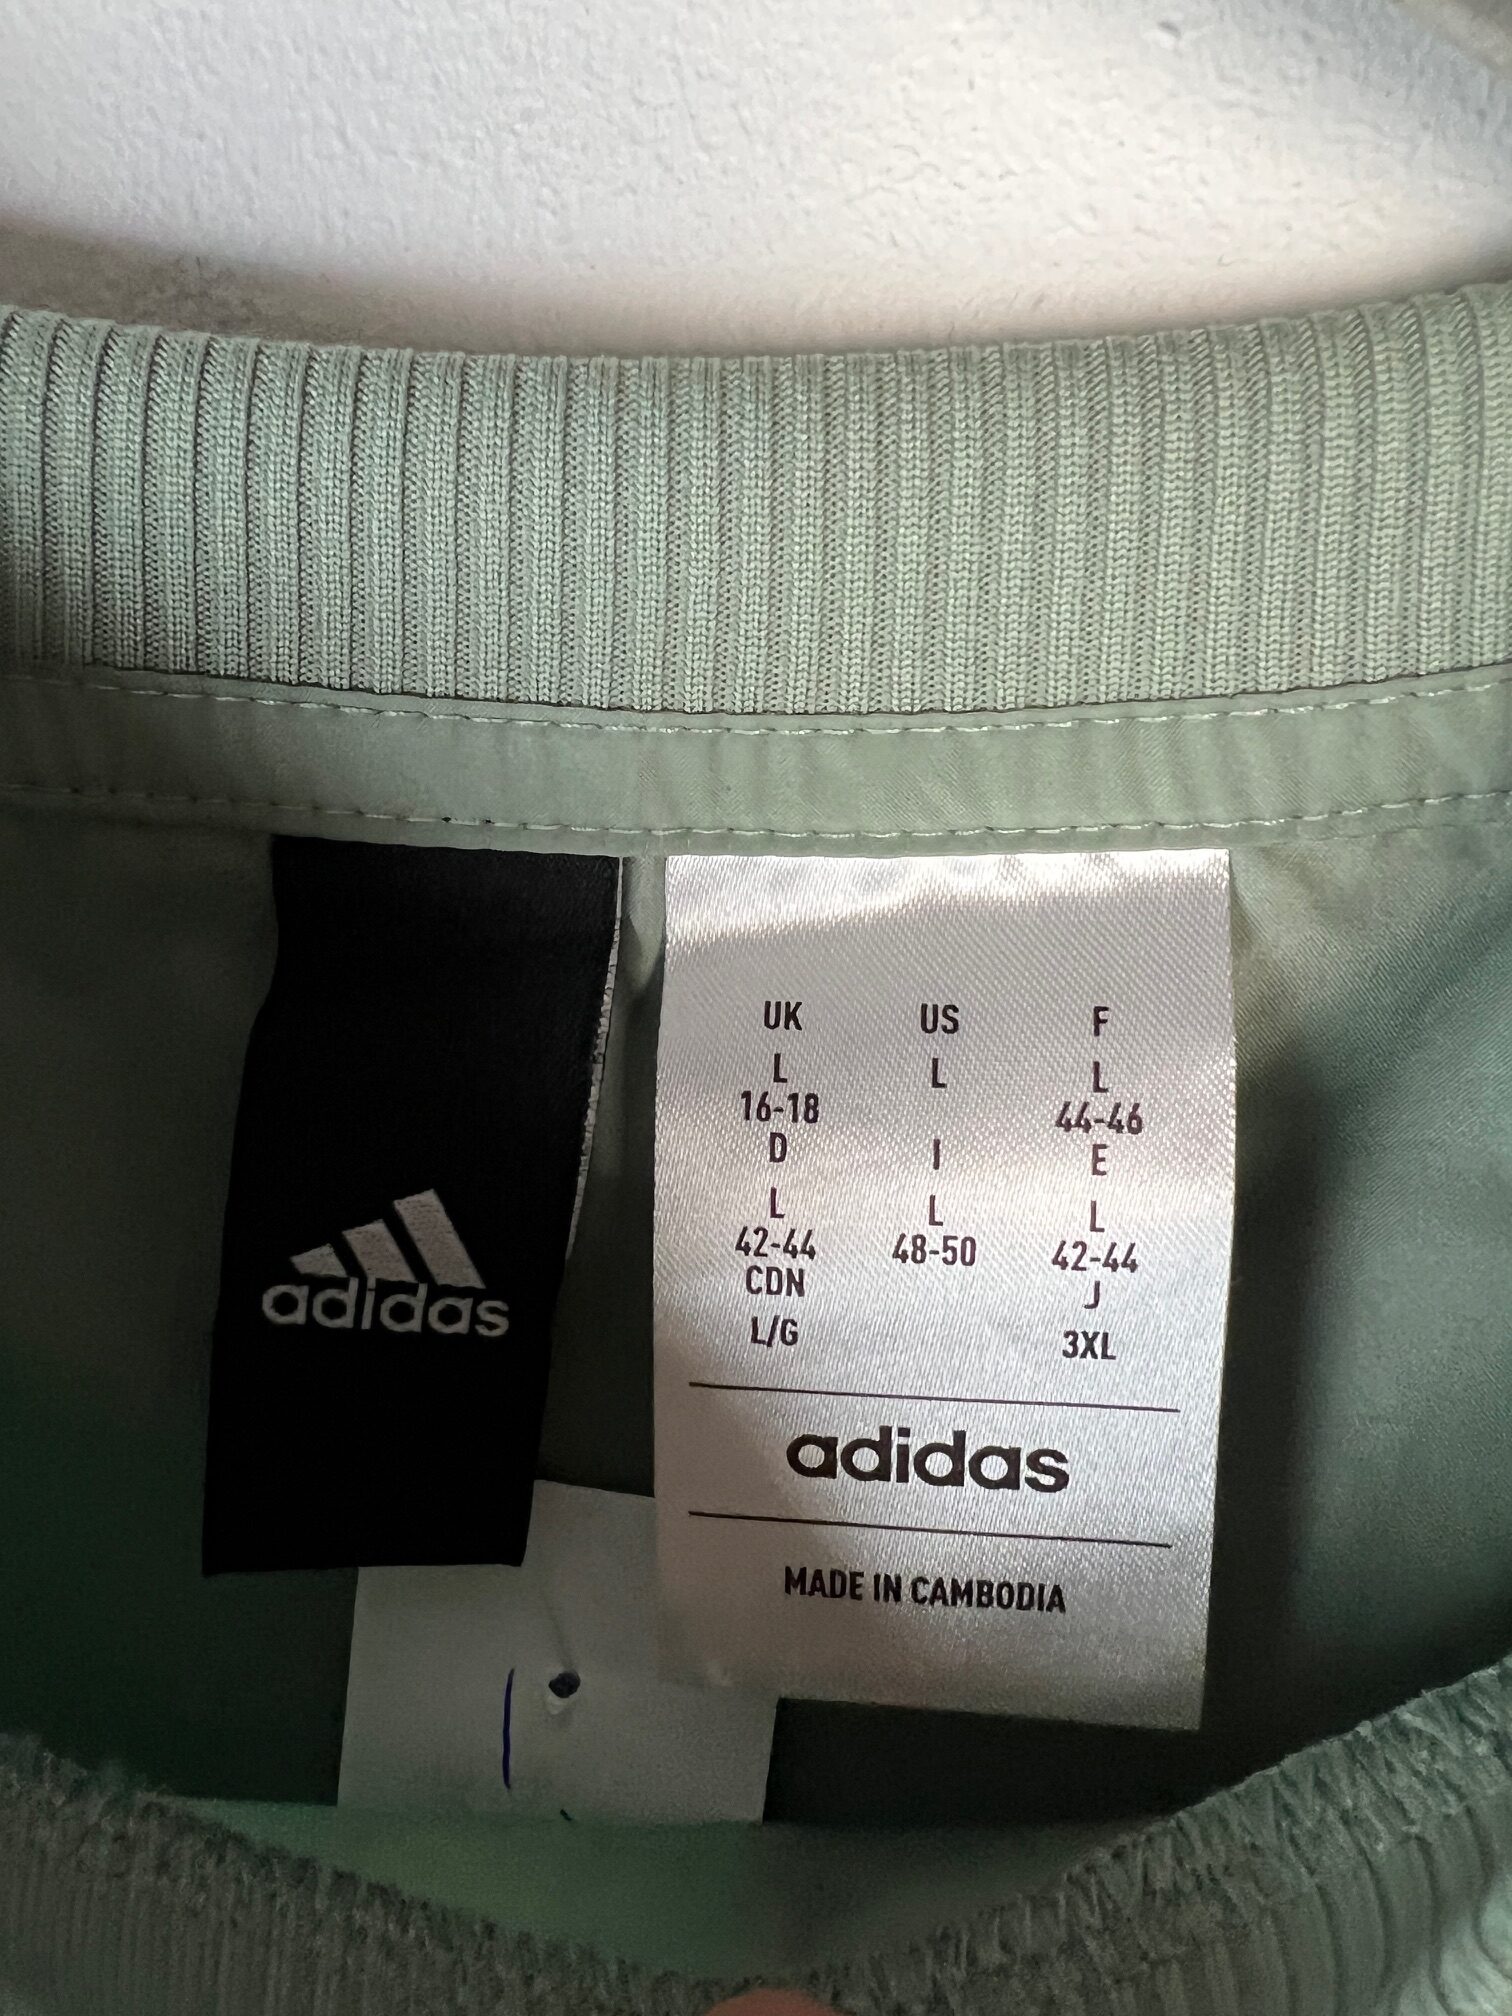 adidas
UK US F
L L L
16-18 44-46
D I E
L L L
42-44 48-50 42-44
CDN J
L/G 3XL
adidas
MADE IN CAMBODIA